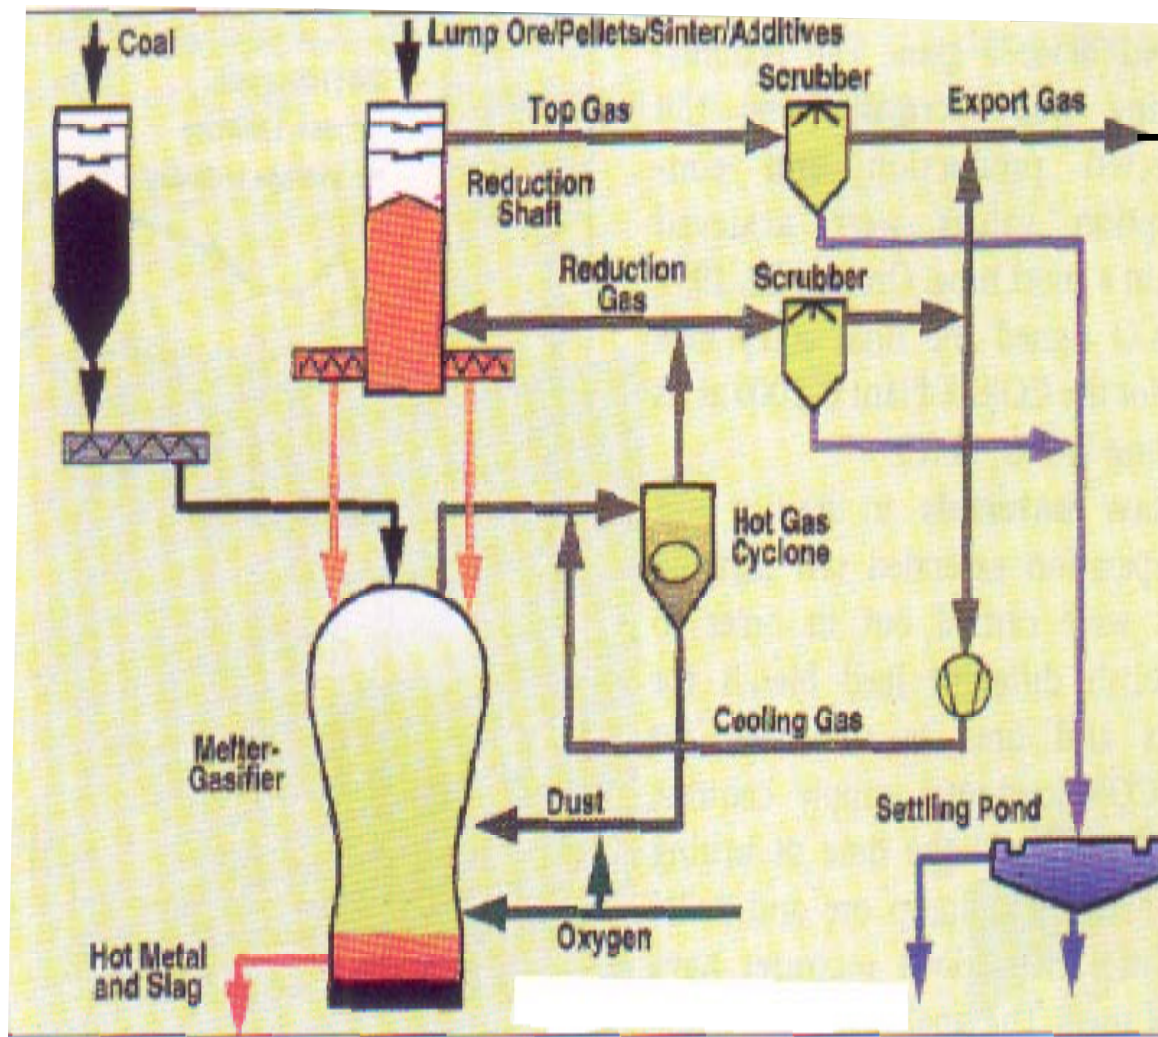 Coal
Lump Ore/Pellets/Sinter/Additives
Scrubber
Top Gas
Export Gas
Reduction
Shaft
Reduction
Gas
Scrubber
Hot Gas
Cyclone
Cooling Gas
Melter-
Gasifier
Dust
Settling Pond
Oxygen
Hot Metal
and Slag